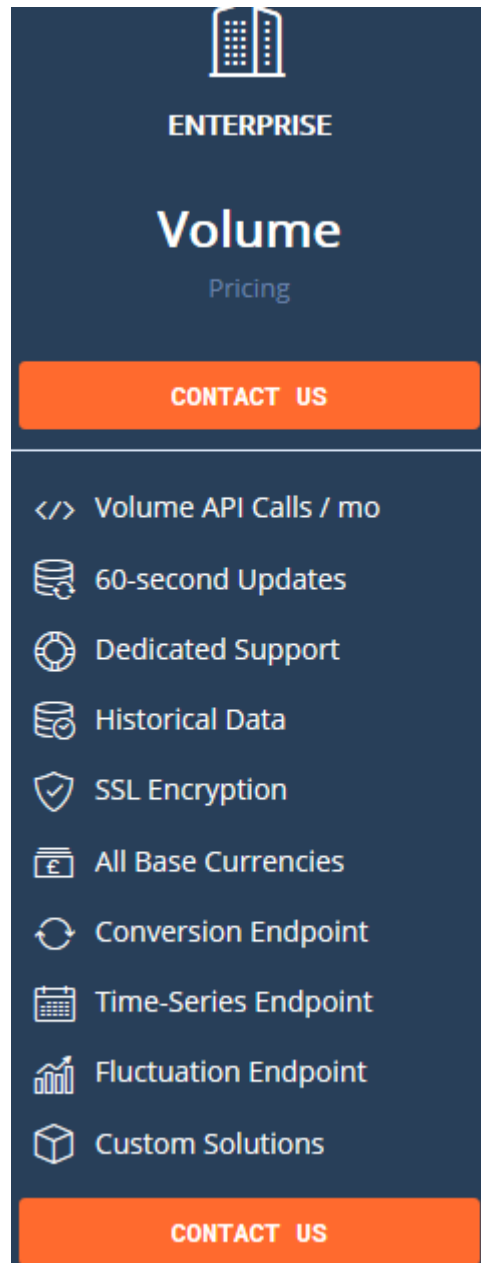 ENTERPRISE
Volume
Pricing
CONTACT US
</> Volume API Calls / mo
60-second Updates
Dedicated Support
Historical Data
SSL Encryption
£ All Base Currencies
Conversion Endpoint
Time-Series Endpoint
Fluctuation Endpoint
Custom Solutions
CONTACT US